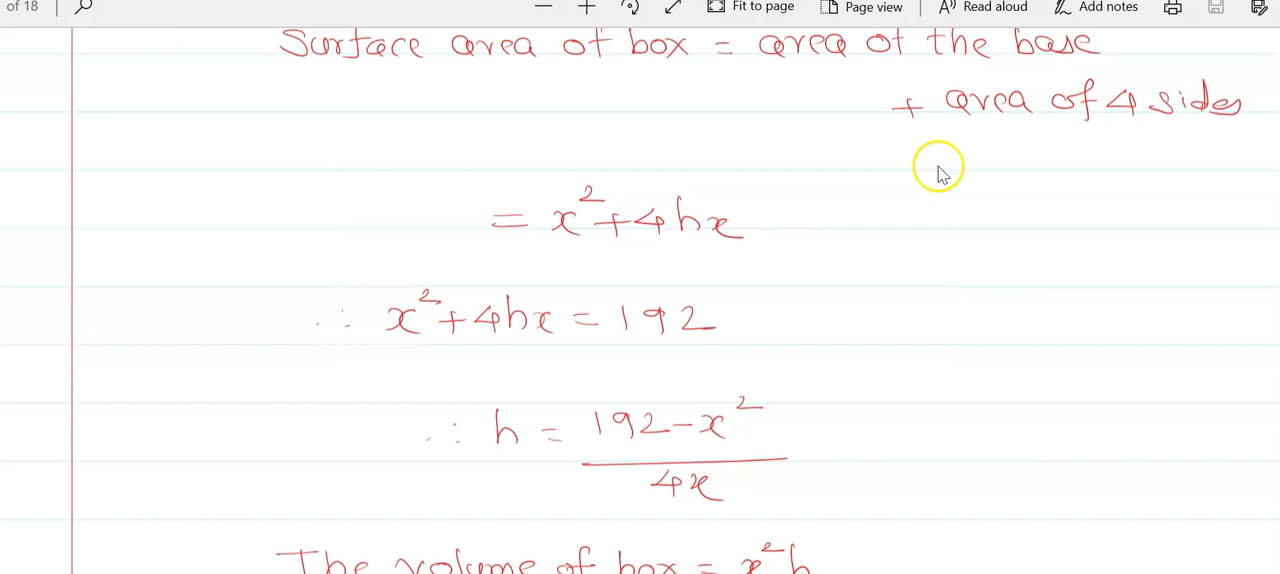 of 18 Fit to page Page view Read aloud Add notes
Surface area of box = area of the base
+ area of 4 sides
= x² + 4hx
∴ x² + 4hx = 192
∴ h = 192 - x²
4x
The volume of box = x²h